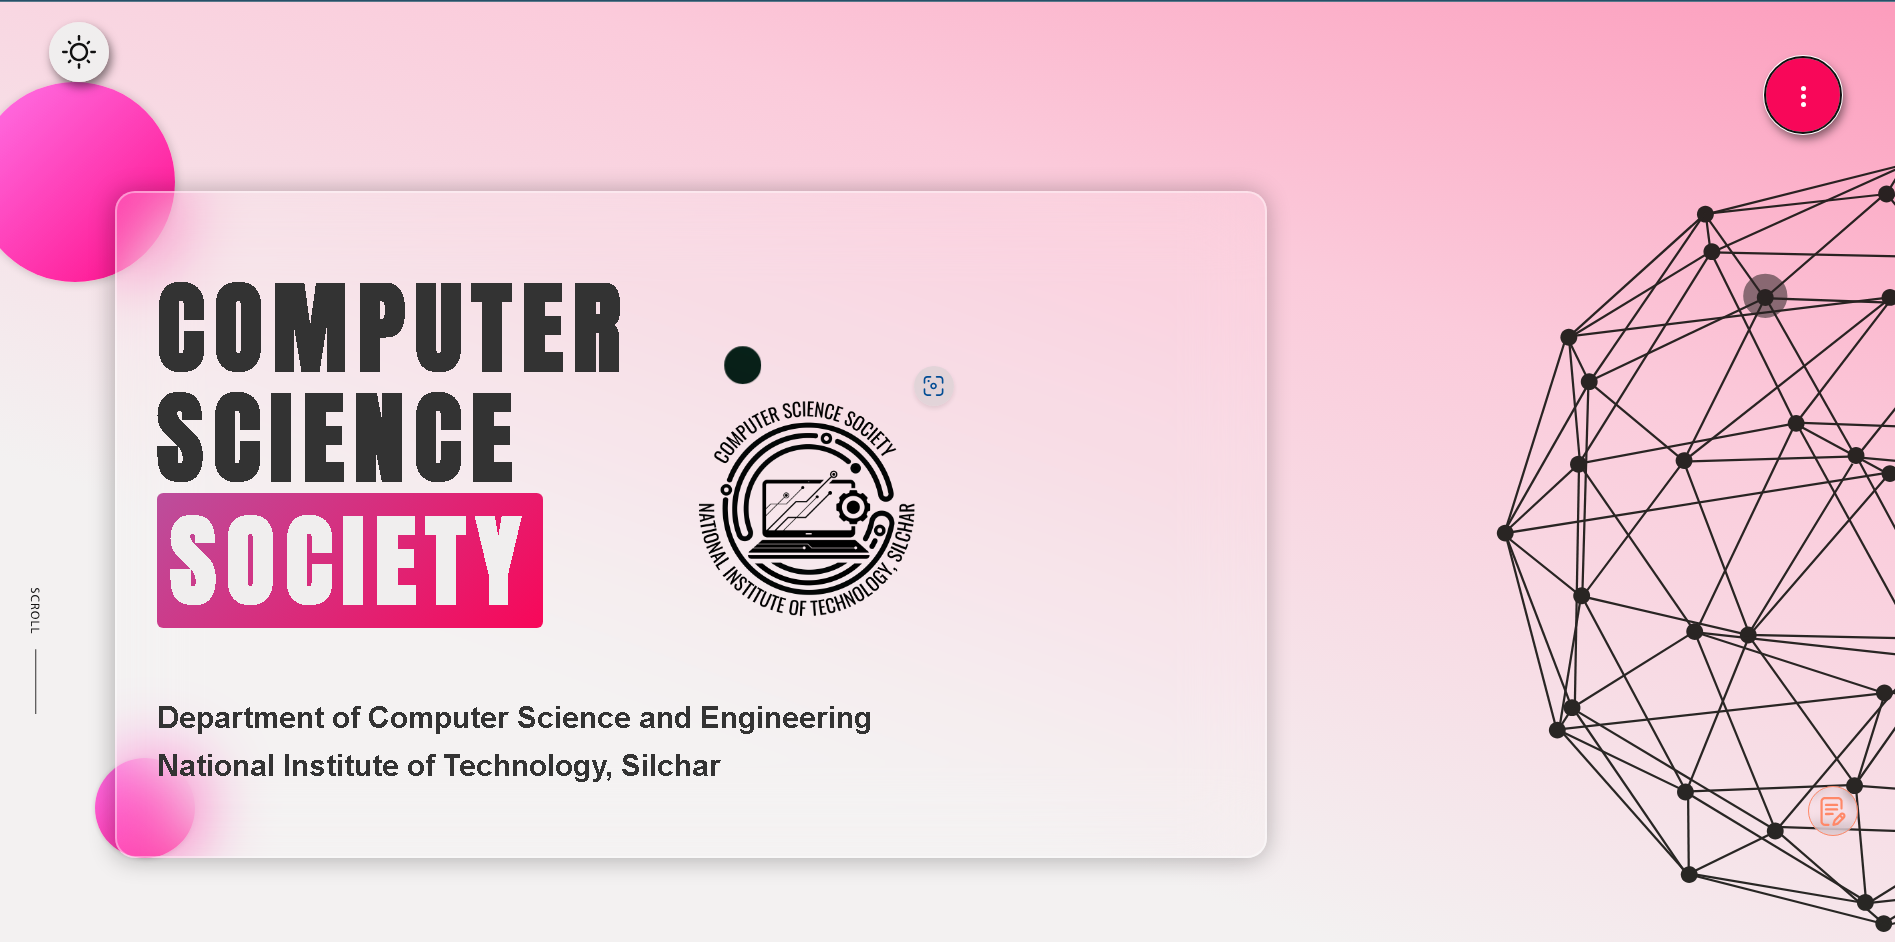 COMPUTER
SCIENCE
SOCIETY
COMPUTER SCIENCE SOCIETY
NATIONAL INSTITUTE OF TECHNOLOGY, SILCHAR
SCROLL
Department of Computer Science and Engineering
National Institute of Technology, Silchar